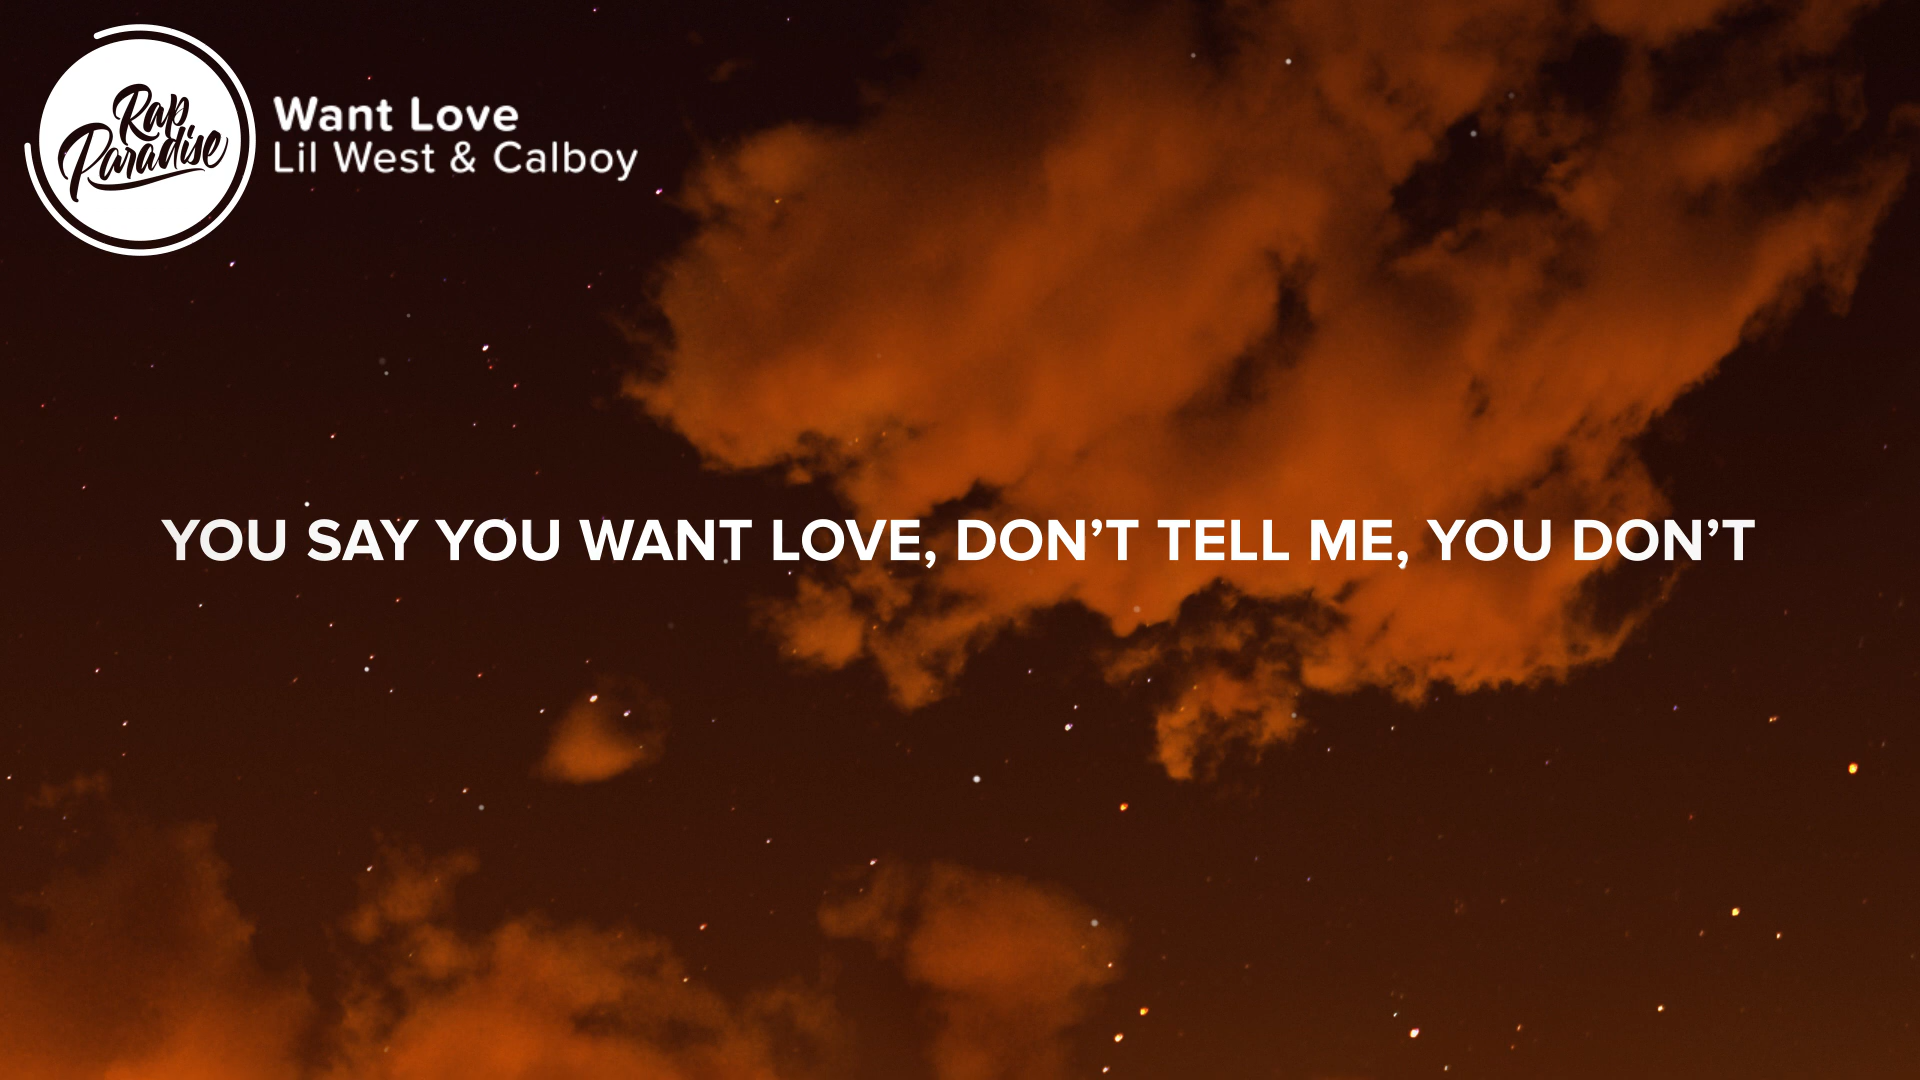 Rap
Paradise
Want Love
Lil West & Calboy
YOU SAY YOU WANT LOVE, DON’T TELL ME, YOU DON’T